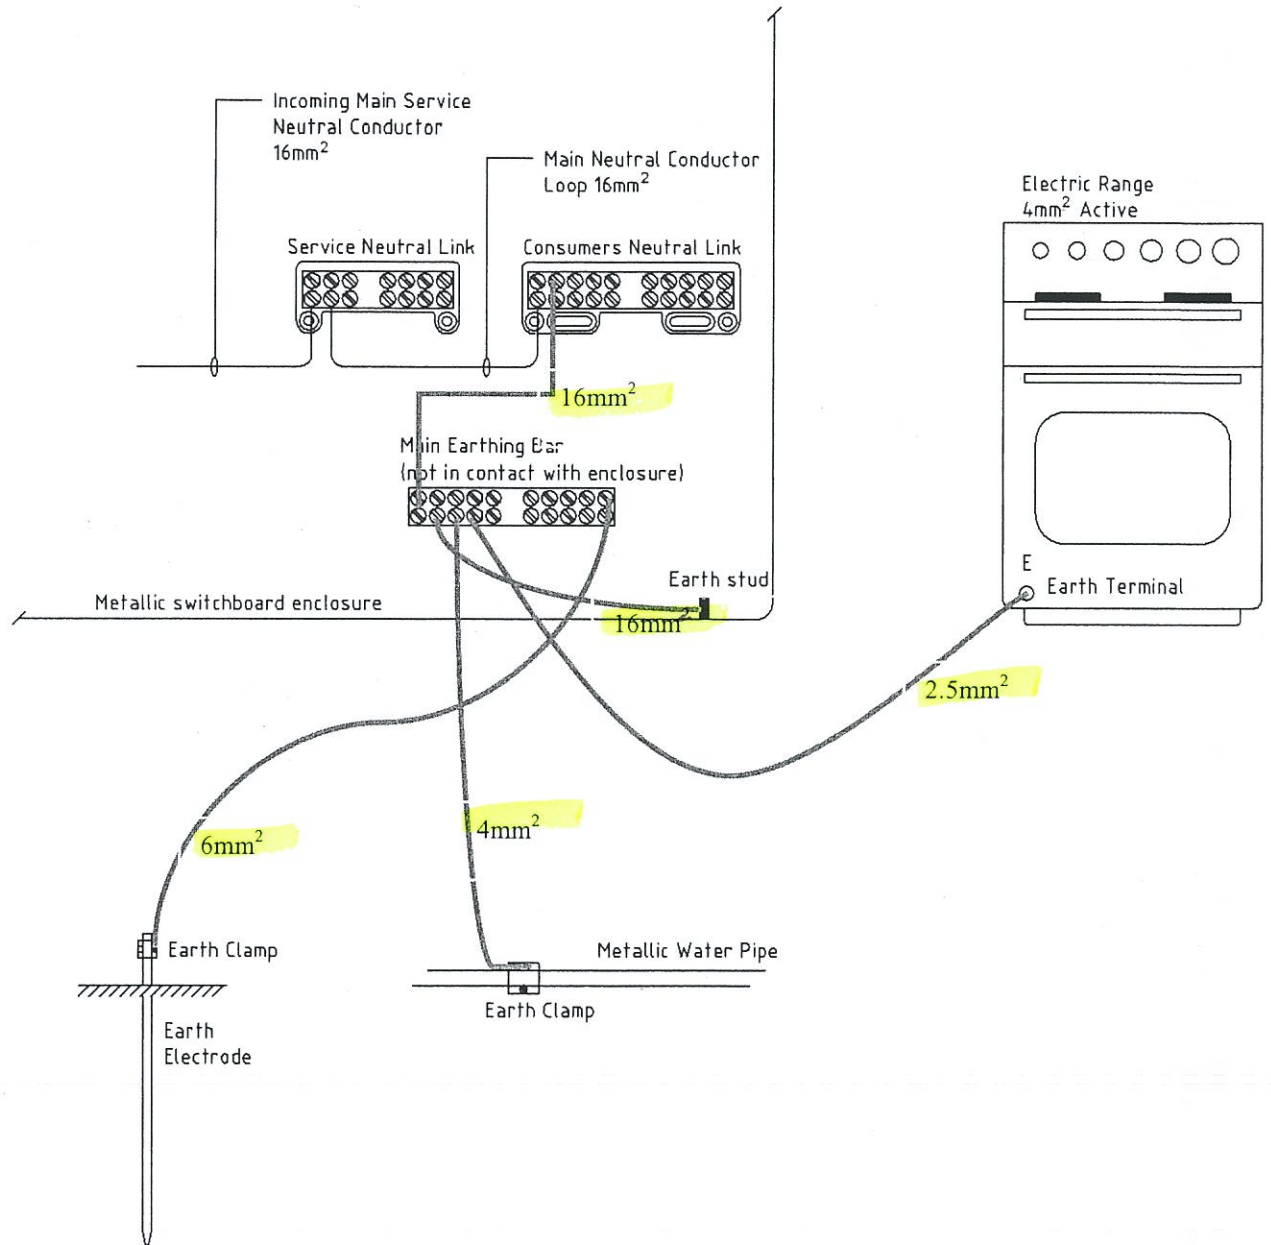 Incoming Main Service
Neutral Conductor
16mm²
Main Neutral Conductor
Loop 16mm²
Electric Range
4mm² Active
Service Neutral Link
Consumers Neutral Link
16mm²
Main Earthing Bar
(not in contact with enclosure)
E
Earth Terminal
Earth stud
Metallic switchboard enclosure
16mm²
2.5mm²
4mm²
6mm²
Earth Clamp
Metallic Water Pipe
Earth Clamp
Earth
Electrode